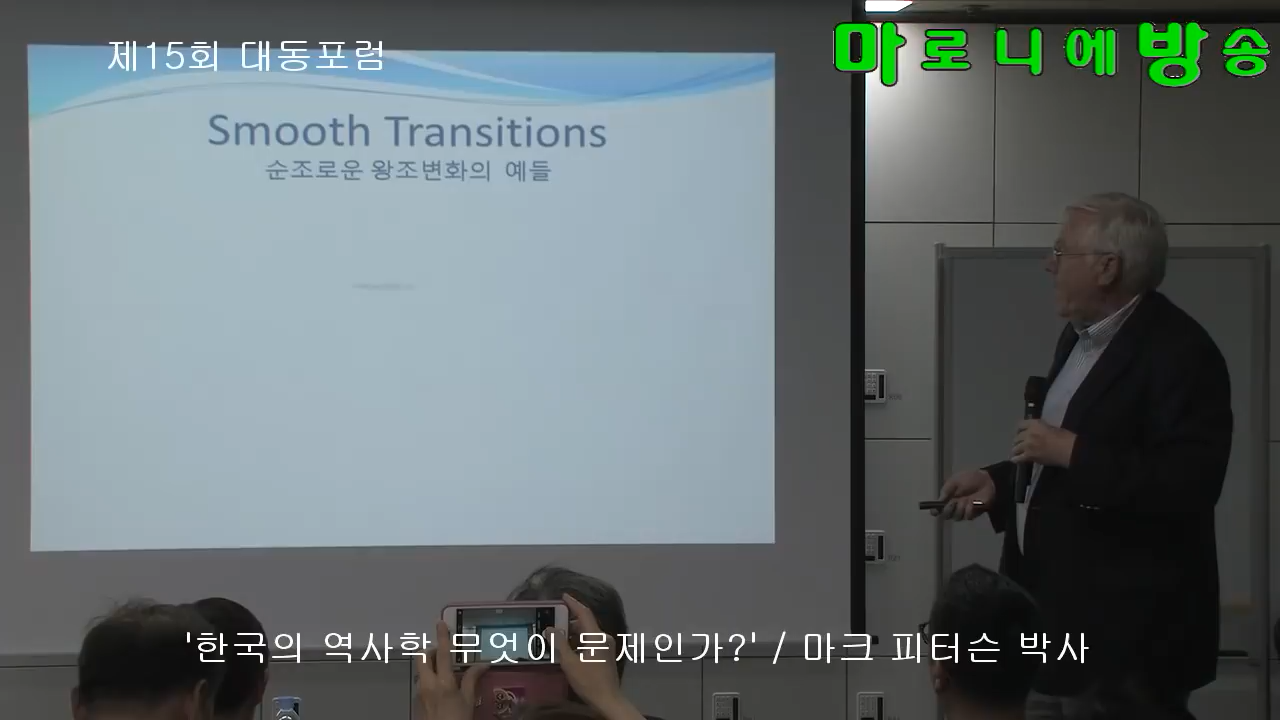 제15회 대동포럼
마로니에방송
Smooth Transitions
순조로운 왕조변화의 예들
'한국의 역사학 무엇이 문제인가?' / 마크 피터슨 박사